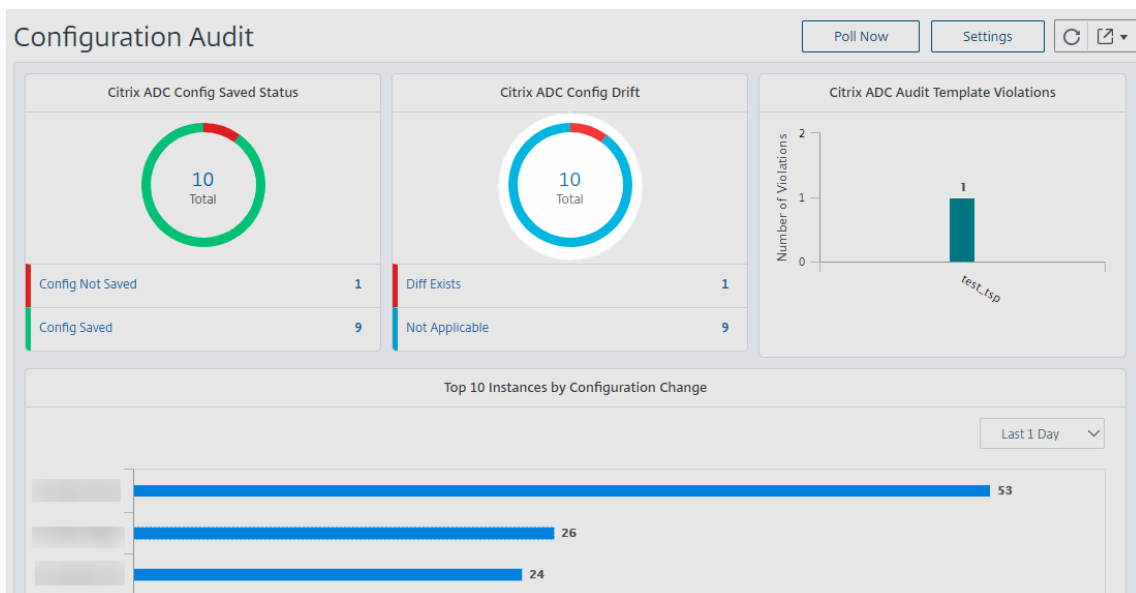 Configuration Audit
Poll Now
Settings
Citrix ADC Config Saved Status
10
Total
Config Not Saved 1
Config Saved 9
Citrix ADC Config Drift
10
Total
Diff Exists 1
Not Applicable 9
Citrix ADC Audit Template Violations
Number of Violations
2
1
0
1
test_tsp
Top 10 Instances by Configuration Change
Last 1 Day
53
26
24